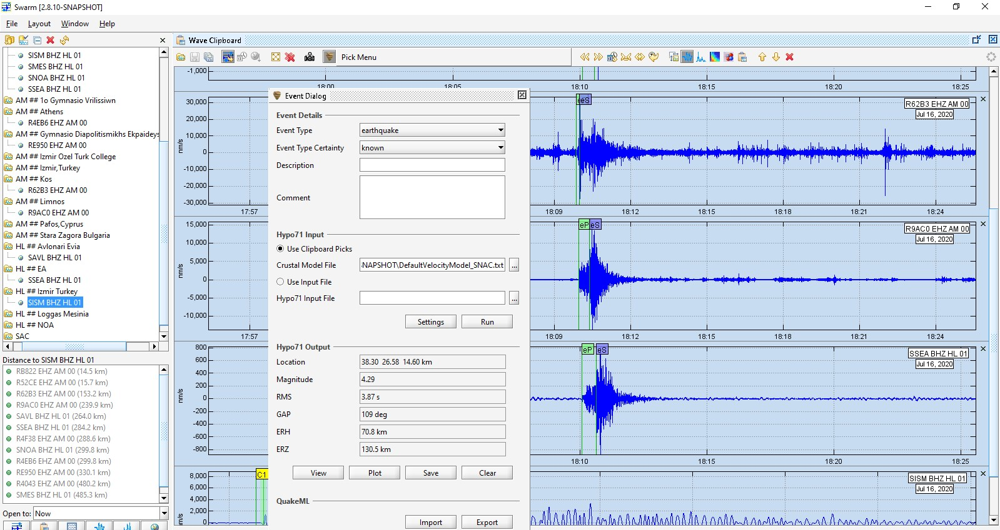 Swarm [2.8.10-SNAPSHOT]
File Layout Window Help
SISM BHZ HL 01
SMES BHZ HL 01
SNOA BHZ HL 01
SSEA BHZ HL 01
AM ## 1o Gymnasio Vrilissiwn
AM ## Athens
R4EB6 EHZ AM 00
AM ## Gymnasio Diapolitismikhs Ekpaideys
RE950 EHZ AM 00
AM ## Izmir Ozel Turk College
AM ## Izmir,Turkey
AM ## Kos
R62B3 EHZ AM 00
AM ## Limnos
R9AC0 EHZ AM 00
AM ## Pafos,Cyprus
AM ## Stara Zagora Bulgaria
HL ## Avlonari Evia
SAVL BHZ HL 01
HL ## EA
SSEA BHZ HL 01
HL ## Izmir Turkey
SISM BHZ HL 01
HL ## Loggas Mesinia
HL ## NOA
SAC
Distance to SISM BHZ HL 01
RB822 EHZ AM 00 (14.5 km)
R52CE EHZ AM 00 (15.7 km)
R62B3 EHZ AM 00 (153.2 km)
R9AC0 EHZ AM 00 (239.9 km)
SAVL BHZ HL 01 (264.0 km)
SSEA BHZ HL 01 (284.2 km)
R4F38 EHZ AM 00 (288.6 km)
SNOA BHZ HL 01 (299.8 km)
R4EB6 EHZ AM 00 (299.8 km)
RE950 EHZ AM 00 (330.1 km)
R4043 EHZ AM 00 (480.2 km)
SMES BHZ HL 01 (485.3 km)
Open to: Now
Wave Clipboard
Pick Menu
-1,000
18:00 18:05 18:10 18:15 18:20 18:25
Event Dialog
Event Details
Event Type earthquake
Event Type Certainty known
Description
Comment
Hypo71 Input
Use Clipboard Picks
Crustal Model File NAPSHOT\DefaultVelocityModel_SNAC.txt ...
Use Input File
Hypo71 Input File ...
Settings Run
Hypo71 Output
Location 38.30 26.58 14.60 km
Magnitude 4.29
RMS 3.87 s
GAP 109 deg
ERH 70.8 km
ERZ 130.5 km
View Plot Save Clear
QuakeML
Import Export
30,000
20,000
10,000
0
-10,000
-20,000
-30,000
nm/s
eS
R62B3 EHZ AM 00
Jul 16, 2020
17:57 18:09 18:12 18:15 18:18 18:21 18:24
15,000
10,000
5,000
0
-5,000
-10,000
nm/s
eP eS
R9AC0 EHZ AM 00
Jul 16, 2020
17:57 18:09 18:12 18:15 18:18 18:21 18:24
800
600
400
200
0
-200
-400
-600
-800
nm/s
eP eS
SSEA BHZ HL 01
Jul 16, 2020
18:10 18:15 18:20 18:25
8,000
6,000
4,000
2,000
0
C1
SISM BHZ HL 01
Jul 16, 2020